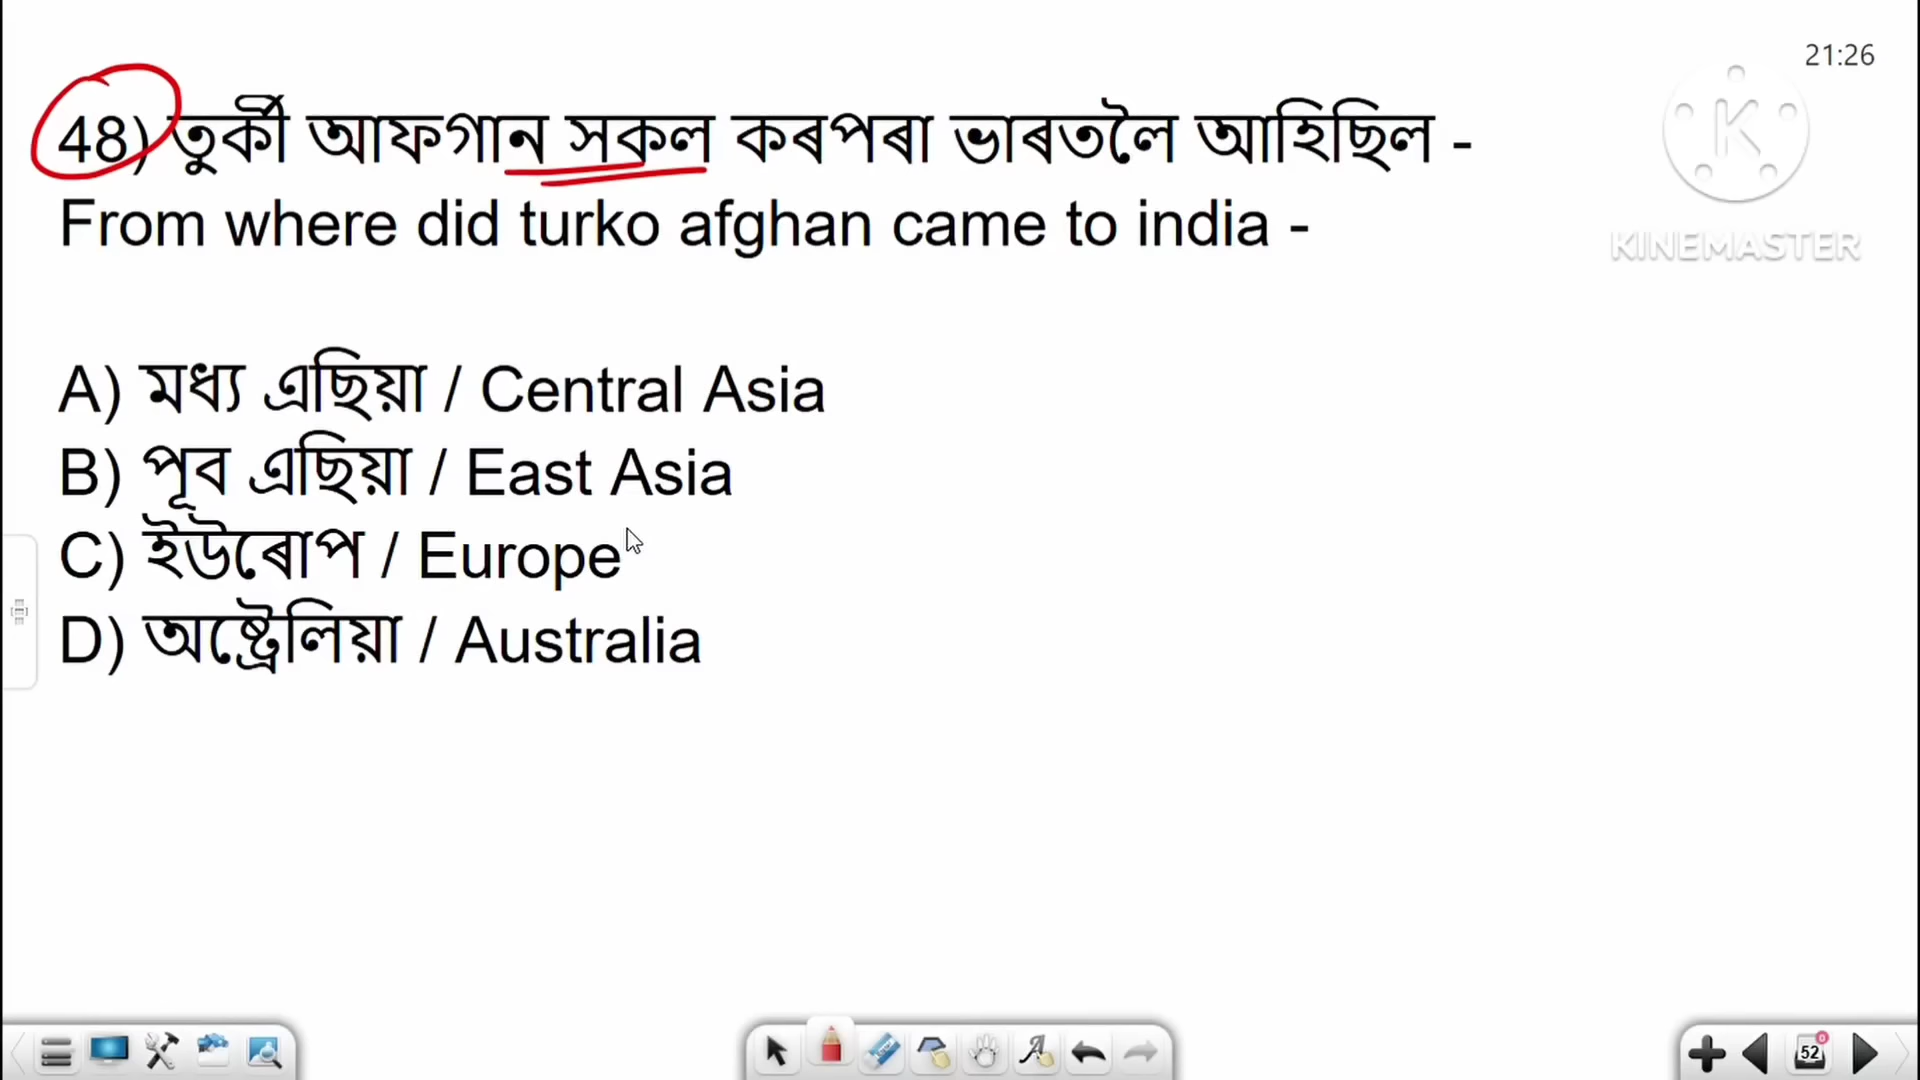 21:26
48) তুৰ্কী আফগান সকল কৰপৰা ভাৰতলৈ আহিছিল -
From where did turko afghan came to india -
KINEMASTER
A) মধ্য এছিয়া / Central Asia
B) পূব এছিয়া / East Asia
C) ইউৰোপ / Europe
D) অষ্ট্ৰেলিয়া / Australia
52
0